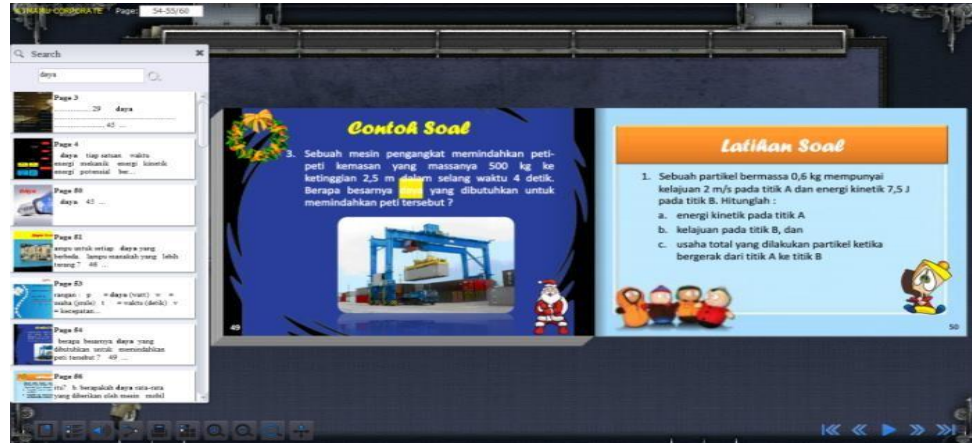 CORPORATE Page: 54-55/60
Search
daya
Page 3
29 daya
45 ...
Page 4
daya tiap satuan waktu
energi mekanik energi kinetik
energi potensial ber...
Page 50
daya 45 ...
Page 51
lampu untuk setiap daya yang
berbeda. lampu manakah yang lebih
terang ? 46 ...
Page 53
rangan : p = daya (watt) w =
usaha (joule) t = waktu (detik) v
= kecepatan...
Page 54
berapa besarnya daya yang
dibutuhkan untuk memindahkan
peti tersebut ? 49 ...
Page 56
rts? b. berapakah daya rata-rata
yang diberikan oleh mesin mobil
Contoh Soal
3. Sebuah mesin pengangkat memindahkan peti-
peti kemasan yang massanya 500 kg ke
ketinggian 2,5 m dalam selang waktu 4 detik.
Berapa besarnya daya yang dibutuhkan untuk
memindahkan peti tersebut ?
49
Latihan Soal
1. Sebuah partikel bermassa 0,6 kg mempunyai
kelajuan 2 m/s pada titik A dan energi kinetik 7,5 J
pada titik B. Hitunglah :
a. energi kinetik pada titik A
b. kelajuan pada titik B, dan
c. usaha total yang dilakukan partikel ketika
bergerak dari titik A ke titik B
50